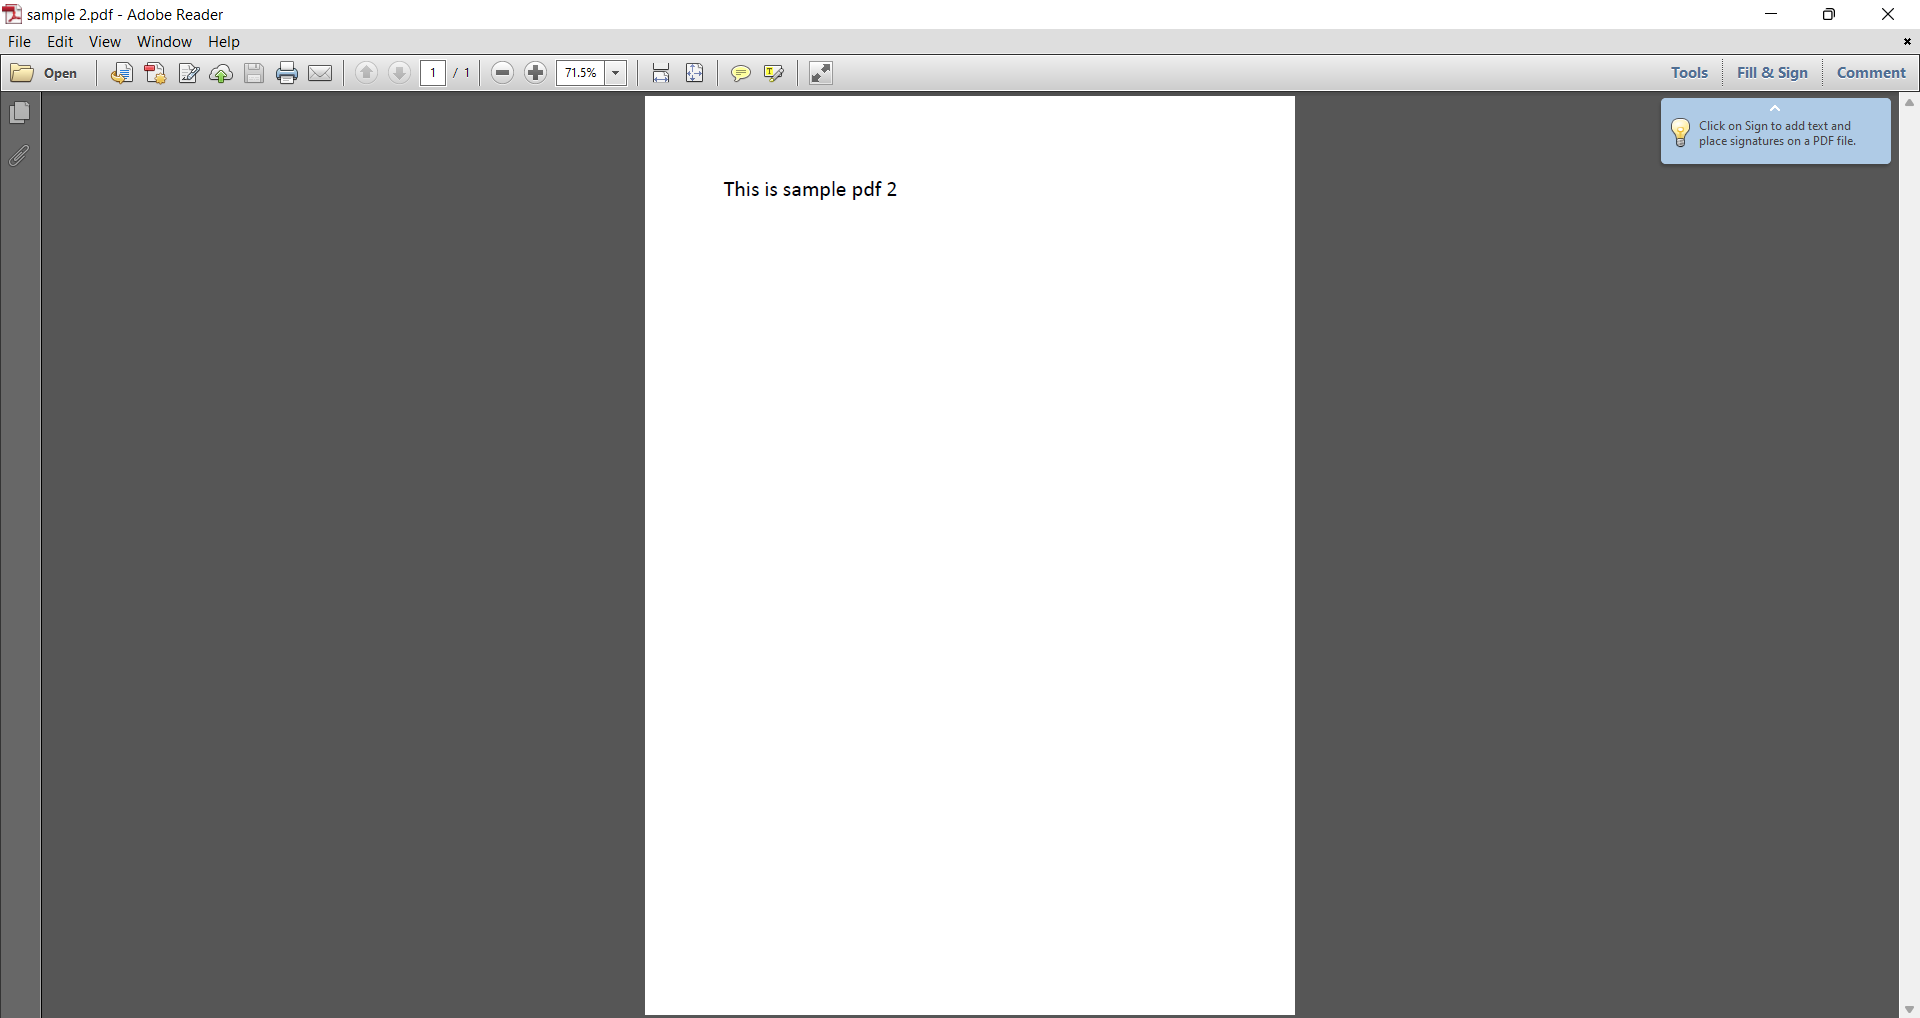 sample 2.pdf - Adobe Reader
File Edit View Window Help
Open 1 / 1 71.5% Tools Fill & Sign Comment
Click on Sign to add text and
place signatures on a PDF file.
This is sample pdf 2